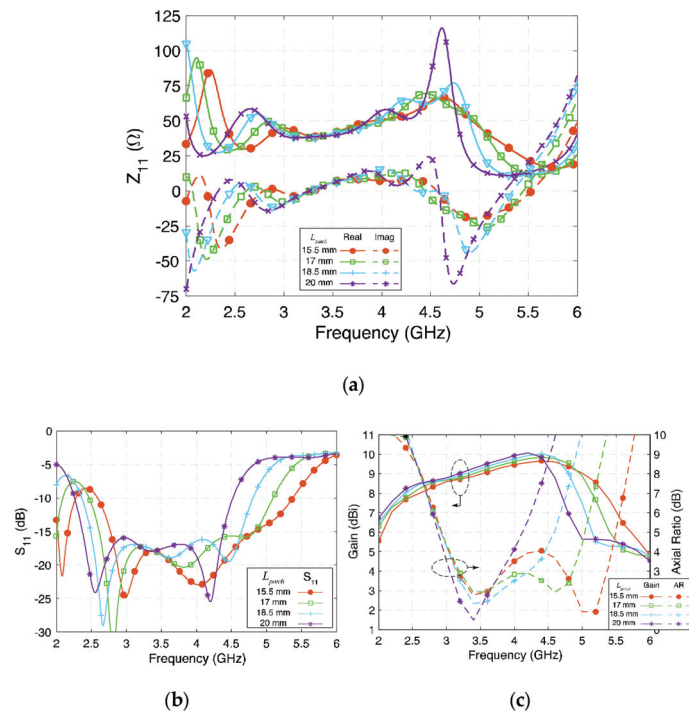 125
100
75
50
25
0
-25
-50
-75
Z11 (Ω)
Lpatch Real Imag
15.5 mm
17 mm
18.5 mm
20 mm
2 2.5 3 3.5 4 4.5 5 5.5 6
Frequency (GHz)
(a)
0
-5
-10
-15
-20
-25
-30
S11 (dB)
Lpatch S11
15.5 mm
17 mm
18.5 mm
20 mm
2 2.5 3 3.5 4 4.5 5 5.5 6
Frequency (GHz)
(b)
11
10
9
8
7
6
5
4
3
2
1
Gain (dBi)
10
9
8
7
6
5
4
3
0
Axial Ratio (dB)
Lpatch Gain AR
15.5 mm
17 mm
18.5 mm
20 mm
2 2.5 3 3.5 4 4.5 5 5.5 6
Frequency (GHz)
(c)